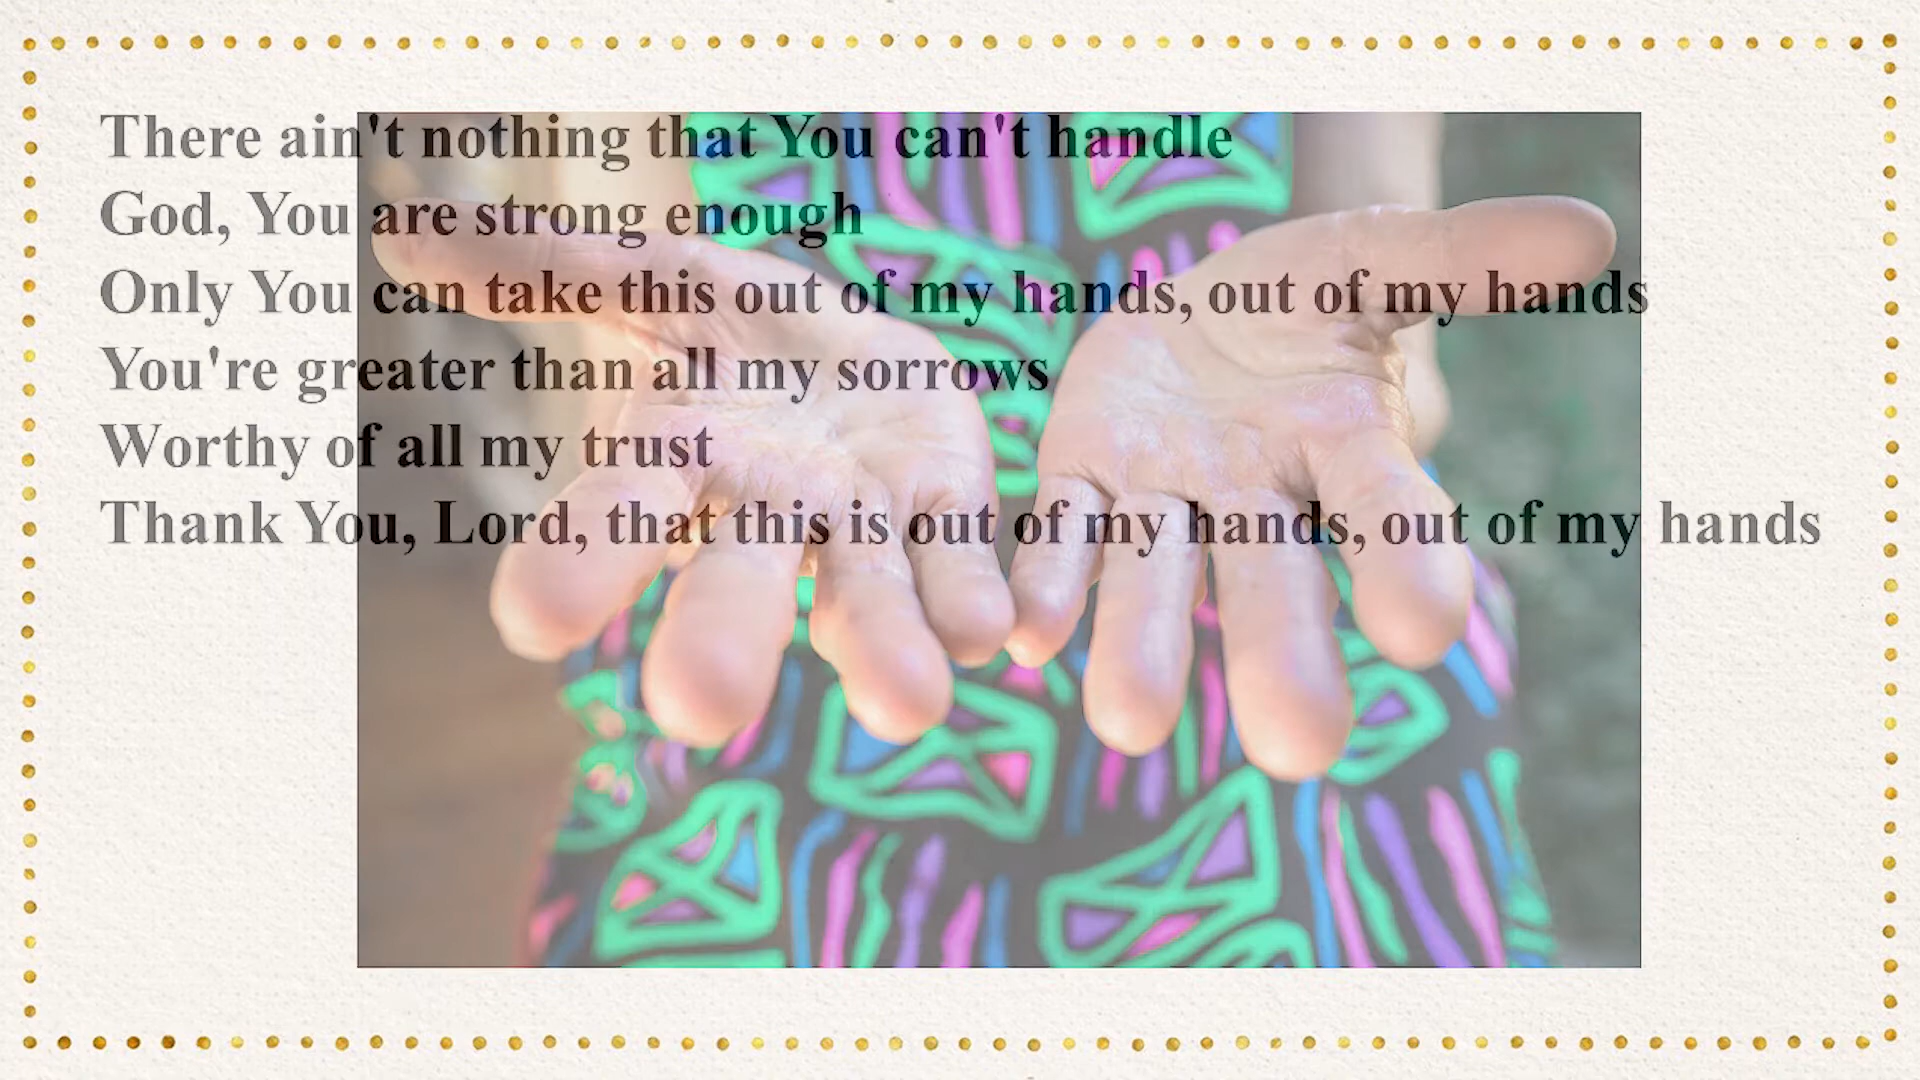 There ain't nothing that You can't handle
God, You are strong enough
Only You can take this out of my hands, out of my hands
You're greater than all my sorrows
Worthy of all my trust
Thank You, Lord, that this is out of my hands, out of my hands